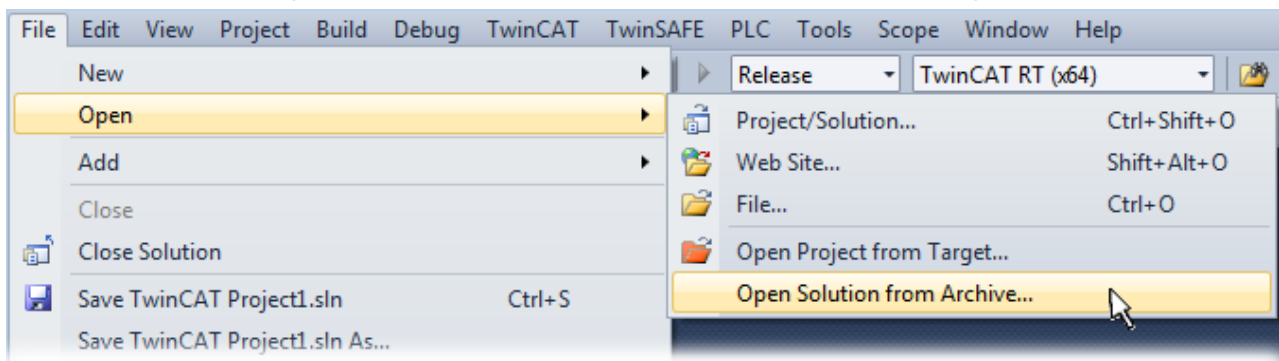 File Edit View Project Build Debug TwinCAT TwinSAFE PLC Tools Scope Window Help
New
Release TwinCAT RT (x64)
Open
Project/Solution... Ctrl+Shift+O
Add
Web Site... Shift+Alt+O
Close
File... Ctrl+O
Close Solution
Open Project from Target...
Save TwinCAT Project1.sln Ctrl+S
Open Solution from Archive...
Save TwinCAT Project1.sln As...